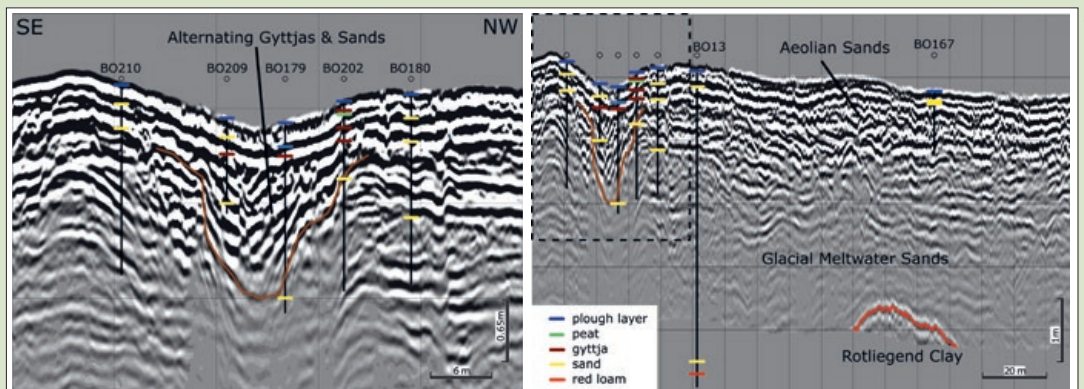 SE
NW
Alternating Gyttjas & Sands
BO210
BO209
BO179
BO202
BO180
0.65m
6 m
BO13
Aeolian Sands
BO167
Glacial Meltwater Sands
Rotliegend Clay
plough layer
peat
gyttja
sand
red loam
1m
20 m